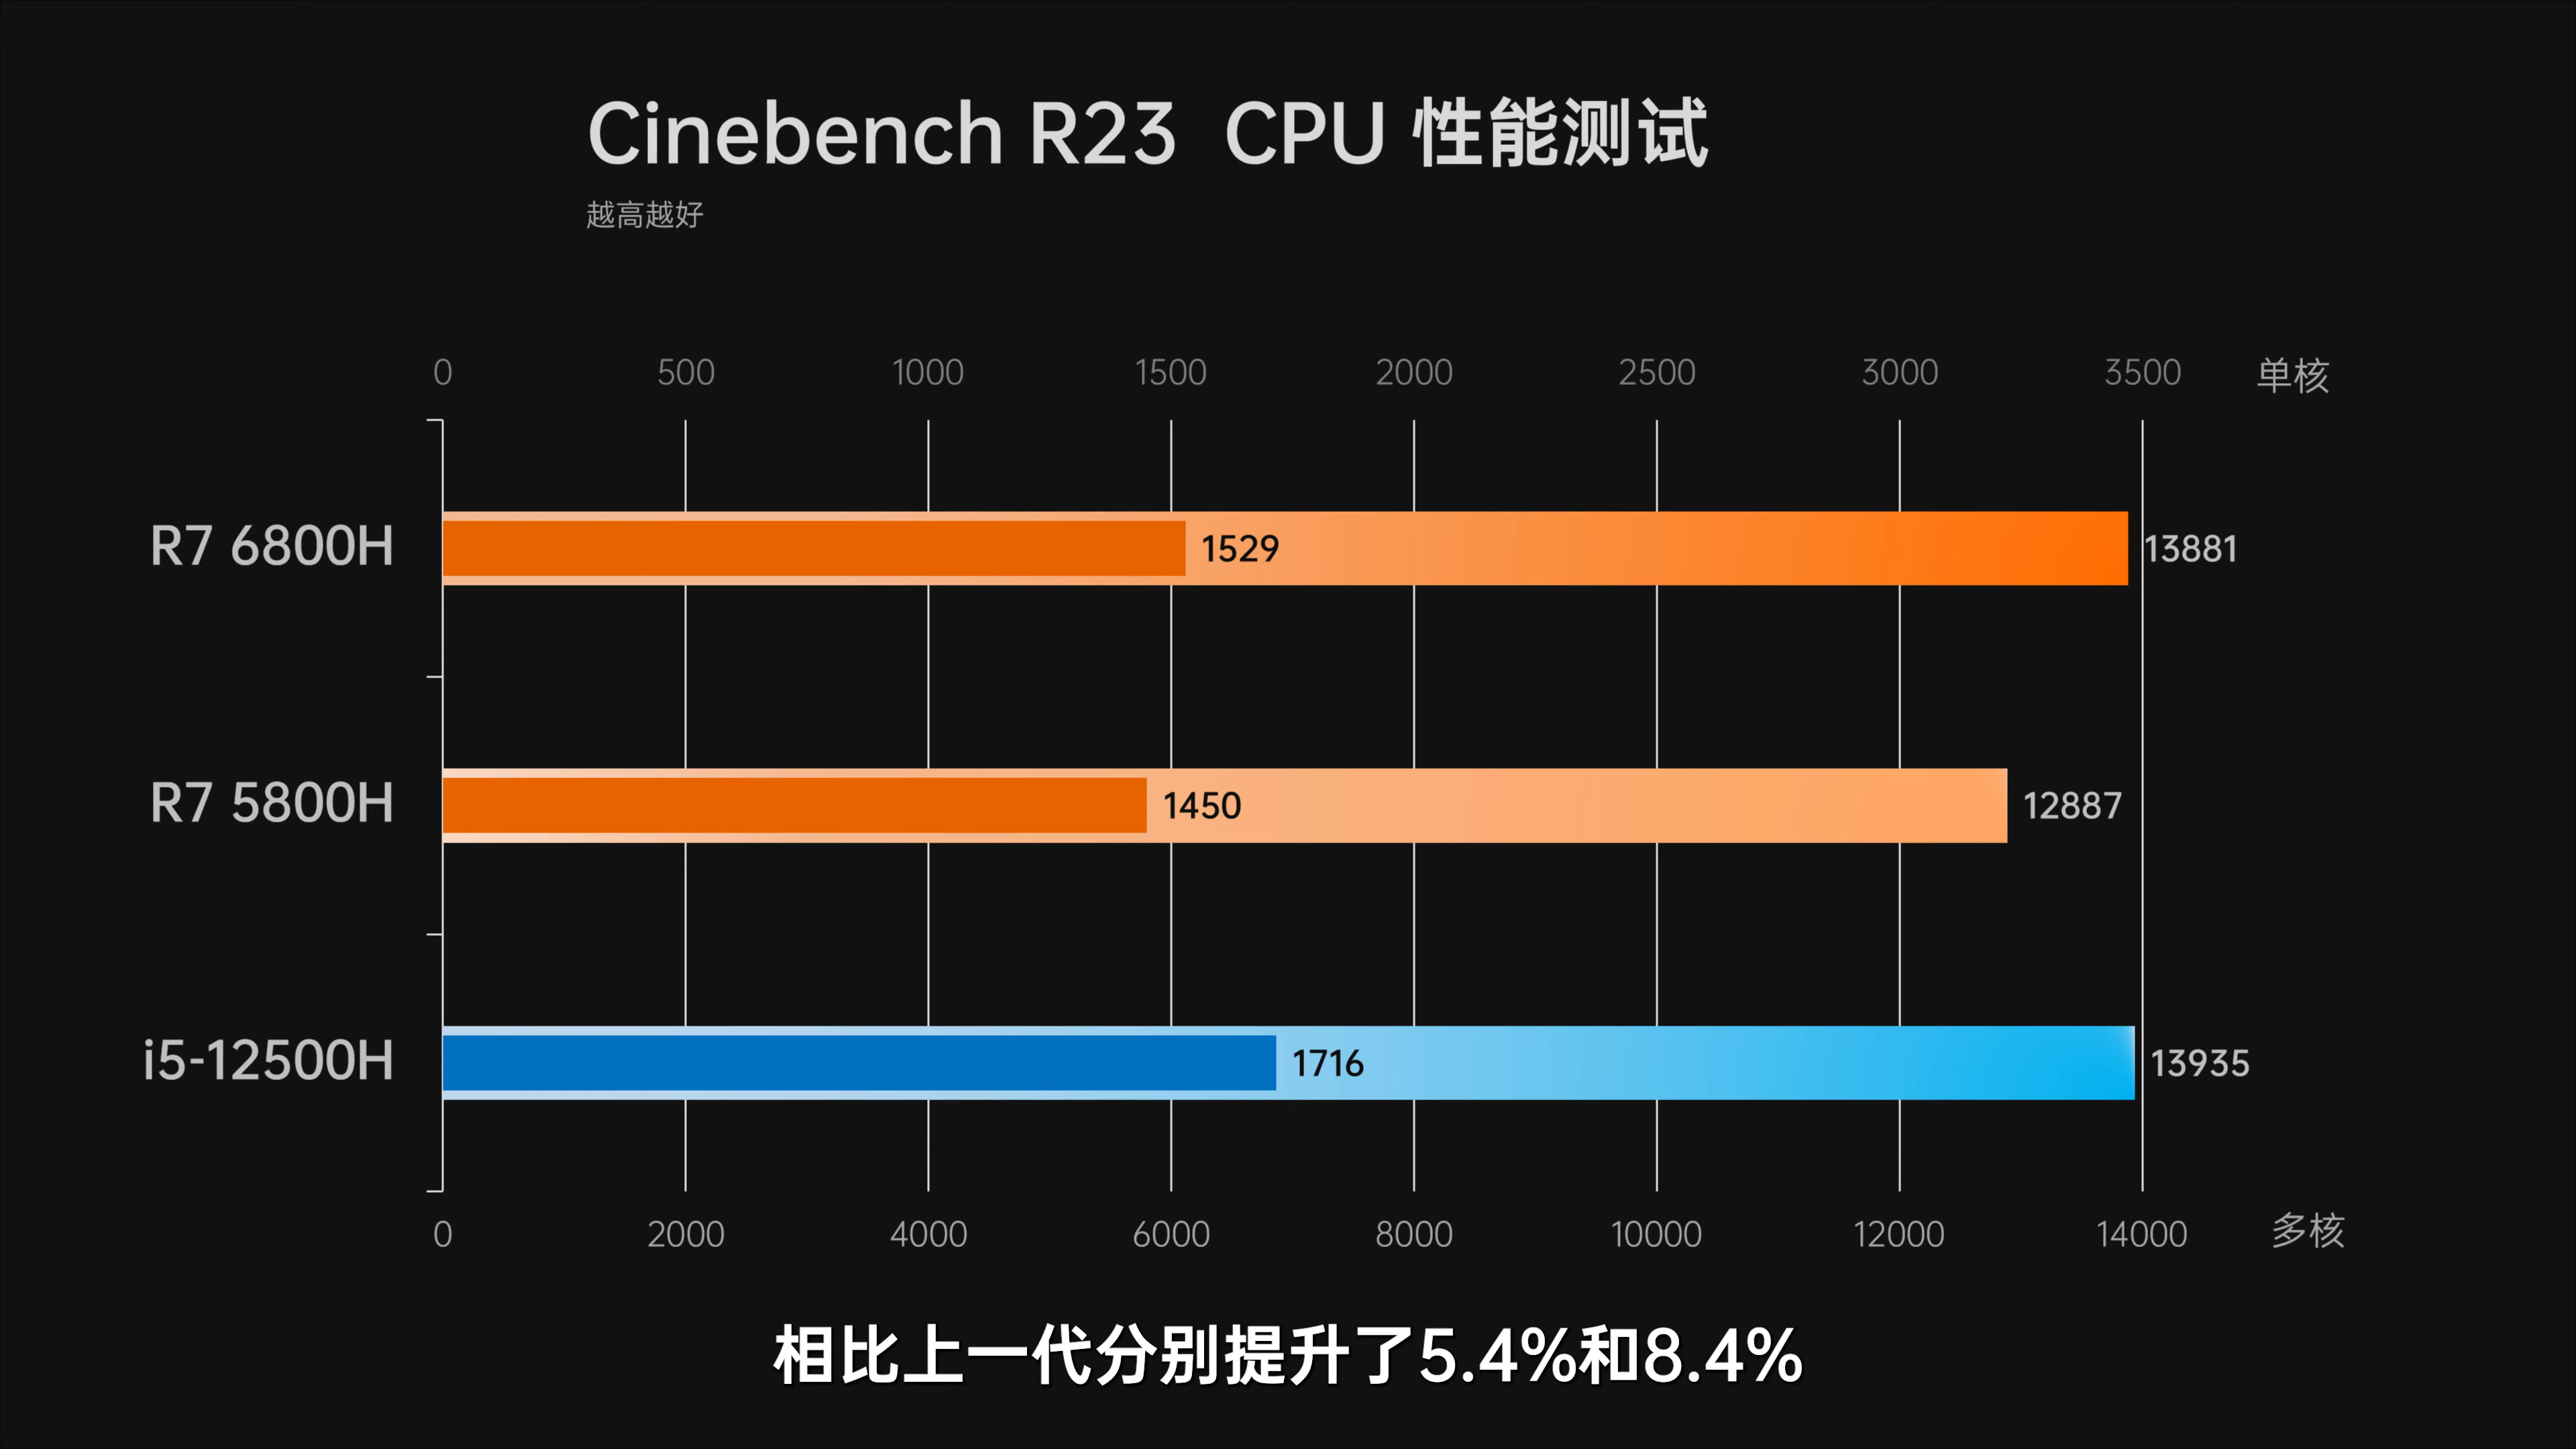 Cinebench R23 CPU 性能测试
越高越好
0 500 1000 1500 2000 2500 3000 3500 单核
R7 6800H 1529 13881
R7 5800H 1450 12887
i5-12500H 1716 13935
0 2000 4000 6000 8000 10000 12000 14000 多核
相比上一代分别提升了5.4%和8.4%